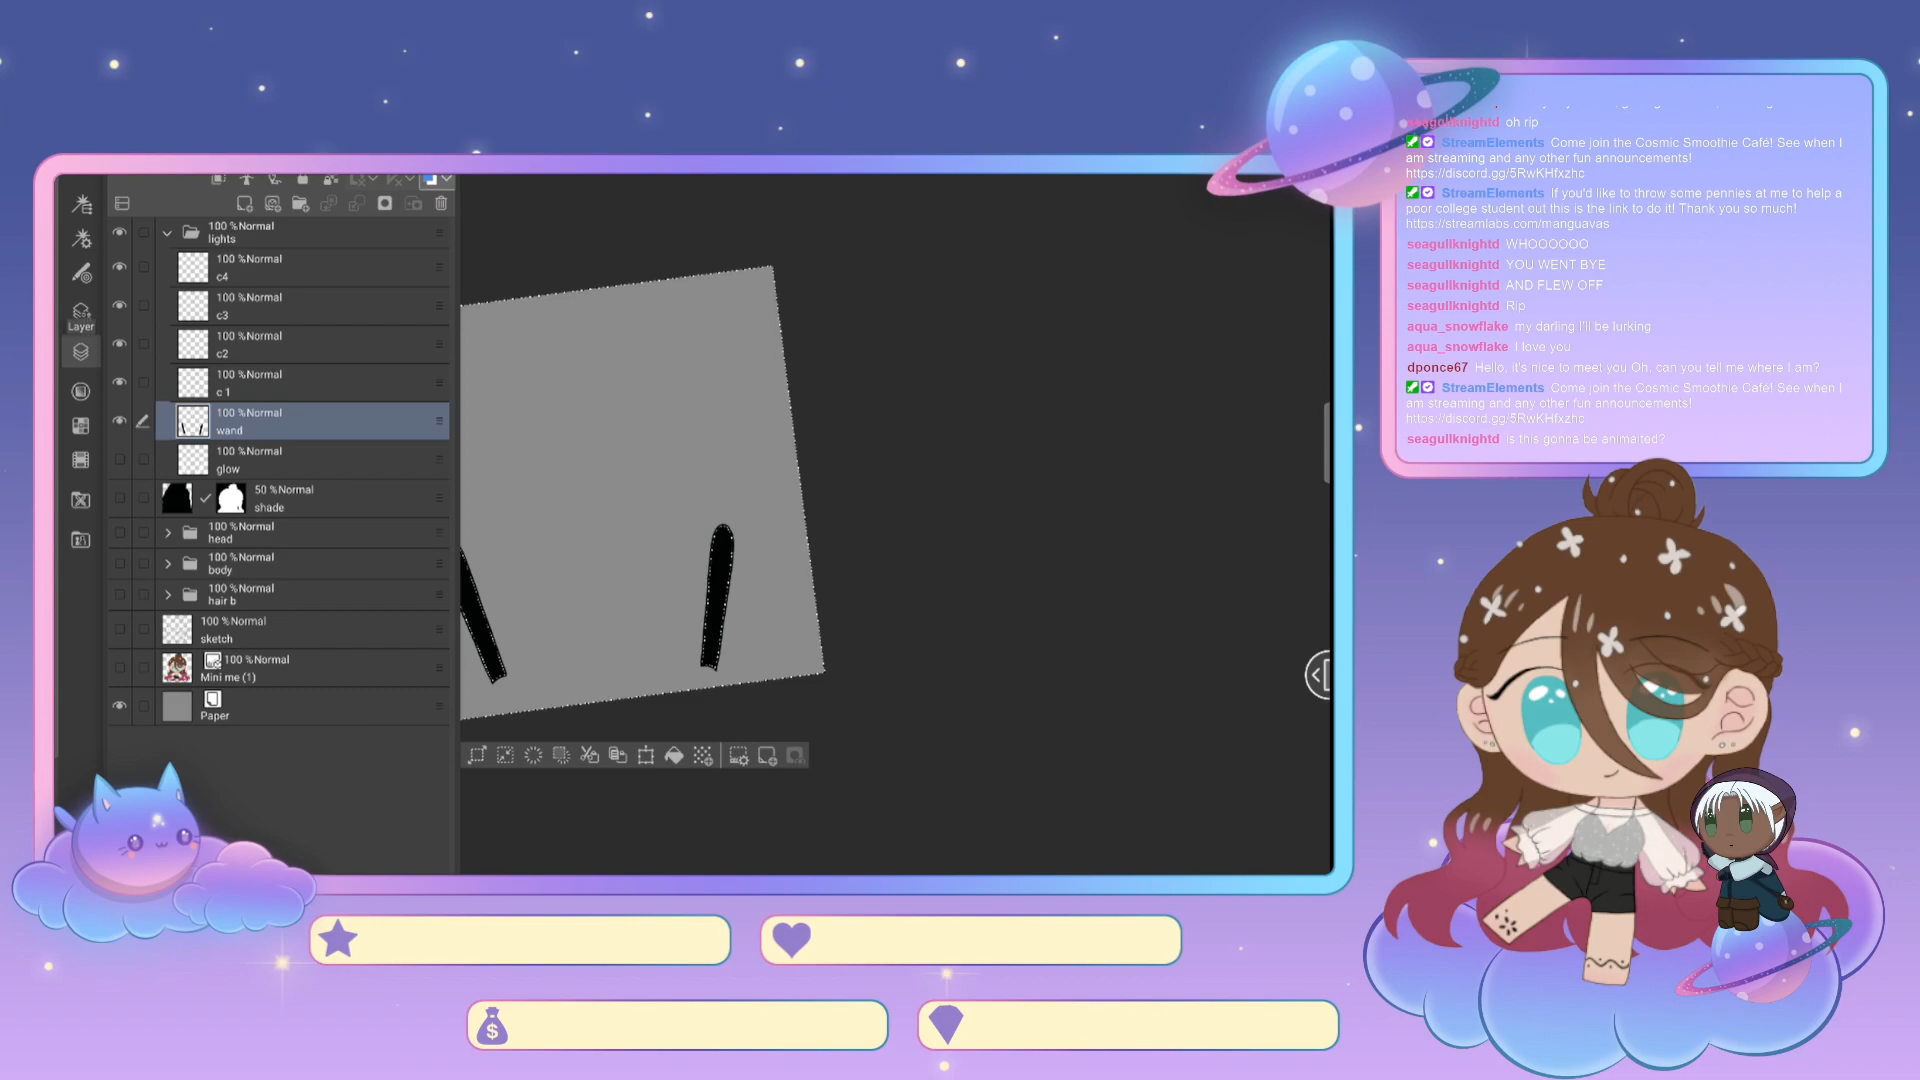 Layer
100 %Normal
lights
100 %Normal
c4
100 %Normal
c3
100 %Normal
c2
100 %Normal
c 1
100 %Normal
wand
100 %Normal
glow
50 %Normal
shade
100 %Normal
head
100 %Normal
body
100 %Normal
hair b
100 %Normal
sketch
100 %Normal
Mini me (1)
Paper
seagullknightd oh rip
StreamElements Come join the Cosmic Smoothie Café! See when I
am streaming and any other fun announcements!
https://discord.gg/5RwKHfxzhc
StreamElements If you'd like to throw some pennies at me to help a
poor college student out this is the link to do it! Thank you so much!
https://streamlabs.com/manguavas
seagullknightd WHOOOOOO
seagullknightd YOU WENT BYE
seagullknightd AND FLEW OFF
seagullknightd Rip
aqua_snowflake my darling I'll be lurking
aqua_snowflake I love you
dponce67 Hello, it's nice to meet you Oh, can you tell me where I am?
StreamElements Come join the Cosmic Smoothie Café! See when I
am streaming and any other fun announcements!
https://discord.gg/5RwKHfxzhc
seagullknightd is this gonna be animaited?
$